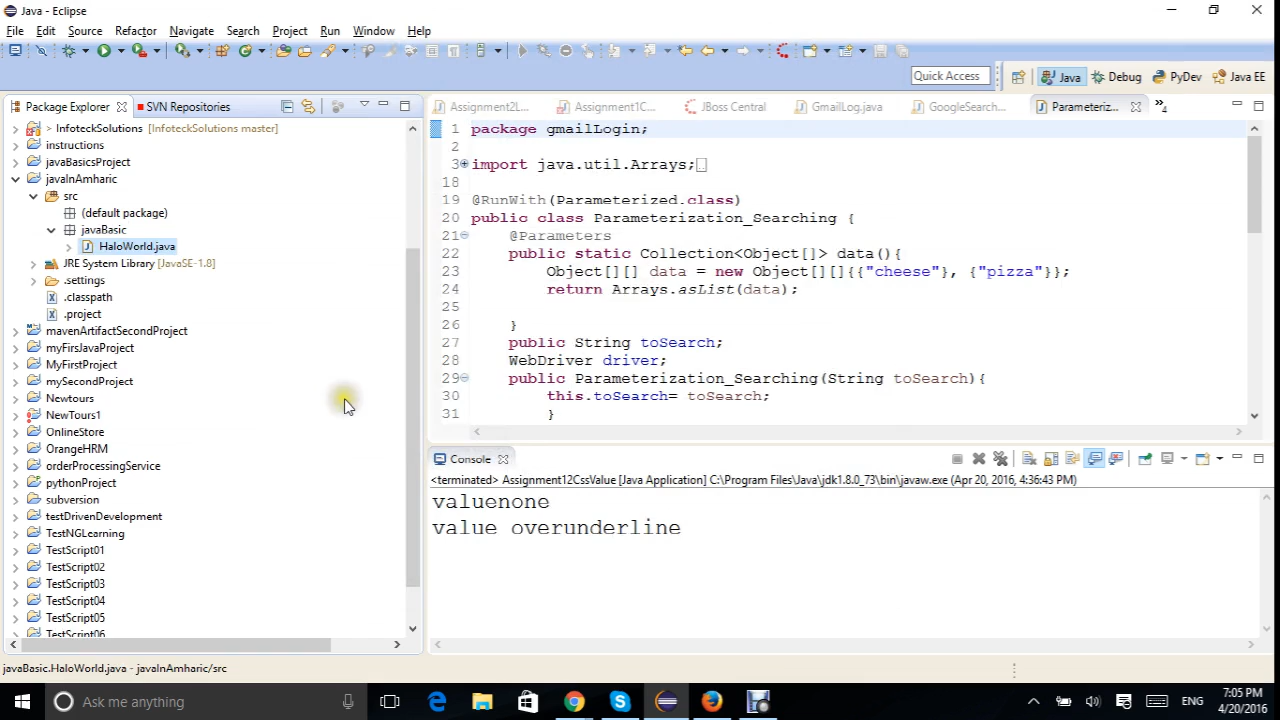 Java - Eclipse
File Edit Source Refactor Navigate Search Project Run Window Help
Quick Access Java Debug PyDev Java EE
Package Explorer SVN Repositories
Assignment2L... Assignment1C... JBoss Central GmailLog.java GoogleSearch... Parameteriz... »4
> InfoteckSolutions [InfoteckSolutions master]
instructions
javaBasicsProject
javaInAmharic
src
(default package)
javaBasic
HaloWorld.java
JRE System Library [JavaSE-1.8]
.settings
.classpath
.project
mavenArtifactSecondProject
myFirsJavaProject
MyFirstProject
mySecondProject
Newtours
NewTours1
OnlineStore
OrangeHRM
orderProcessingService
pythonProject
subversion
testDrivenDevelopment
TestNGLearning
TestScript01
TestScript02
TestScript03
TestScript04
TestScript05
TestScript06
1 package gmailLogin;
2
3 import java.util.Arrays;
18
19 @RunWith(Parameterized.class)
20 public class Parameterization_Searching {
21 @Parameters
22 public static Collection<Object[]> data(){
23 Object[][] data = new Object[][]{{"cheese"}, {"pizza"}};
24 return Arrays.asList(data);
25
26 }
27 public String toSearch;
28 WebDriver driver;
29 public Parameterization_Searching(String toSearch){
30 this.toSearch= toSearch;
31 }
Console
<terminated> Assignment12CssValue [Java Application] C:\Program Files\Java\jdk1.8.0_73\bin\javaw.exe (Apr 20, 2016, 4:36:43 PM)
valuenone
value overunderline
javaBasic.HaloWorld.java - javaInAmharic/src
Ask me anything
ENG
7:05 PM
4/20/2016